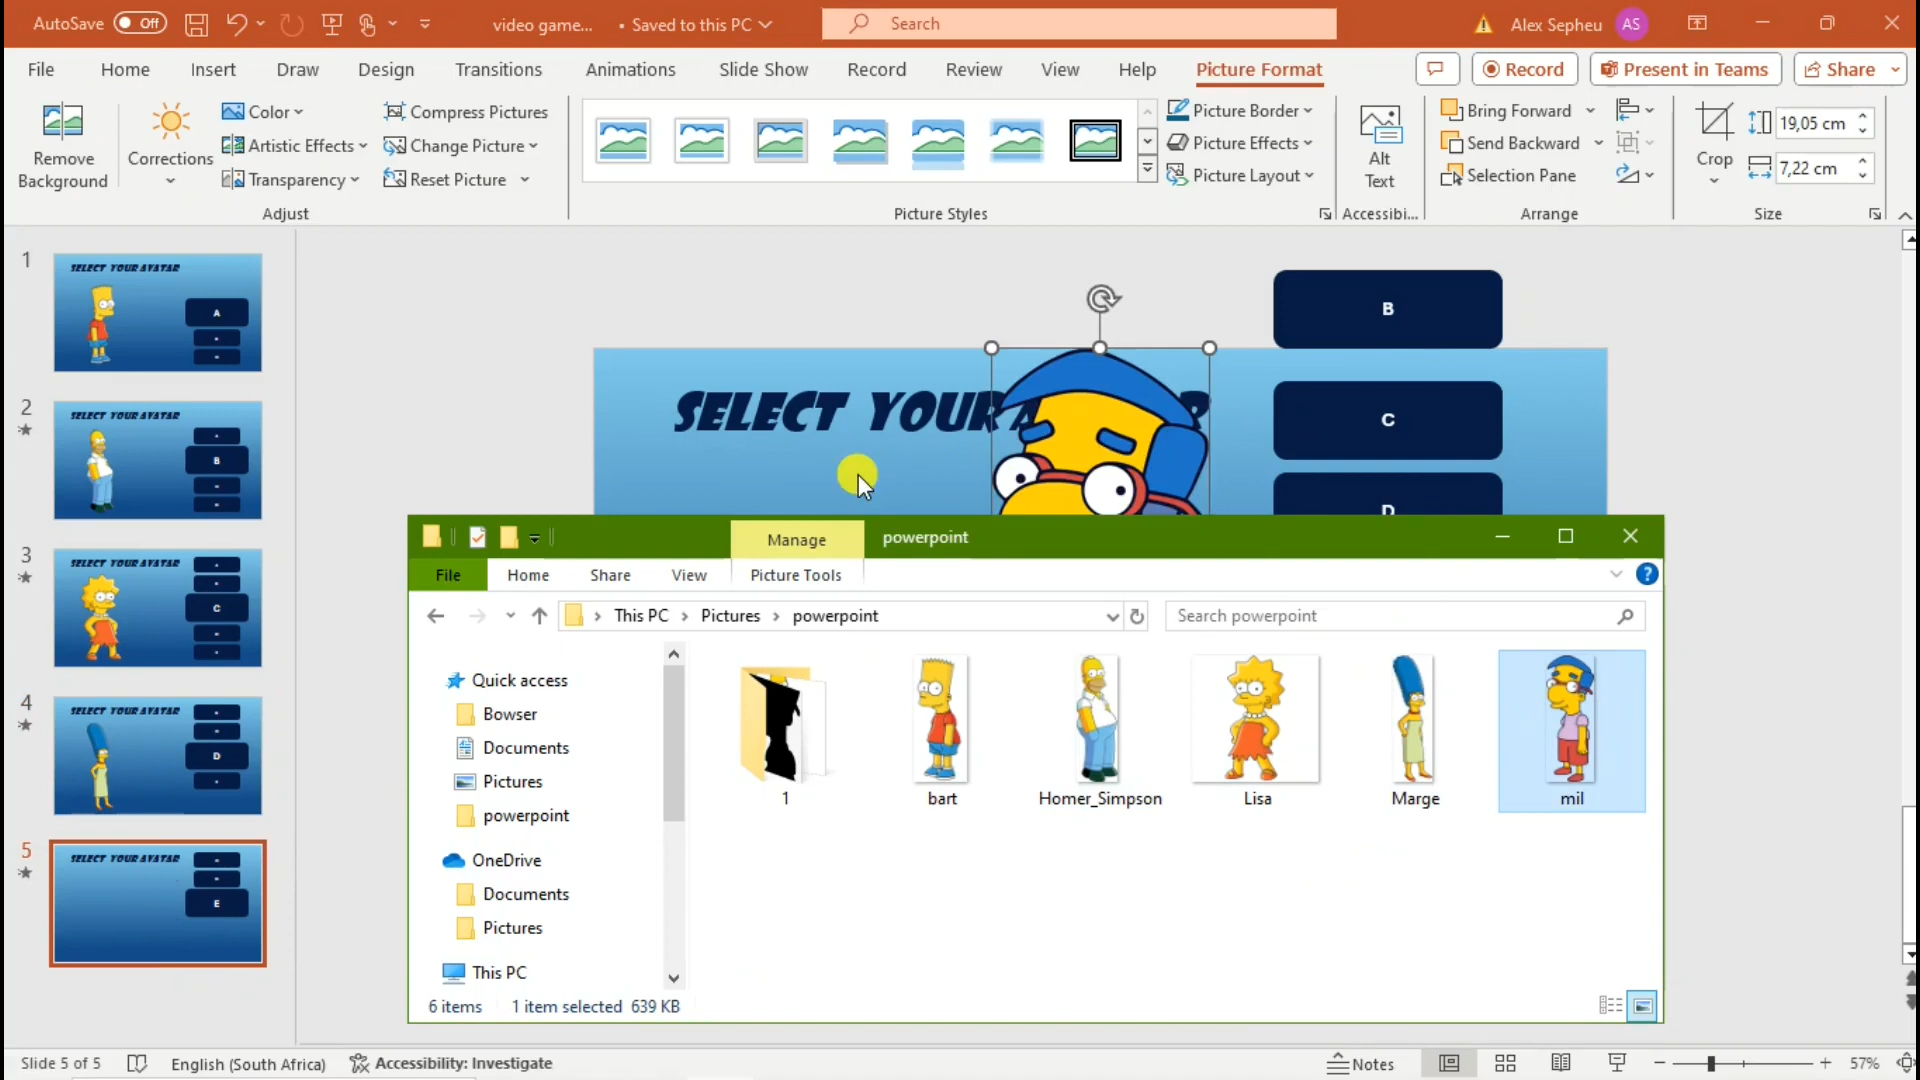 AutoSave Off video game... • Saved to this PC Search Alex Sepheu AS
File Home Insert Draw Design Transitions Animations Slide Show Record Review View Help Picture Format Record Present in Teams Share
Remove Background
Corrections
Color
Artistic Effects
Transparency
Compress Pictures
Change Picture
Reset Picture
Picture Border
Picture Effects
Picture Layout
Alt Text
Bring Forward
Send Backward
Selection Pane
Crop
19,05 cm
7,22 cm
Adjust Picture Styles Accessibi... Arrange Size
1
SELECT YOUR AVATAR
A
2
SELECT YOUR AVATAR
B
3
SELECT YOUR AVATAR
C
4
SELECT YOUR AVATAR
D
5
SELECT YOUR AVATAR
E
B
SELECT YOUR
C
D
Manage powerpoint
File Home Share View Picture Tools
This PC › Pictures › powerpoint Search powerpoint
Quick access
Bowser
Documents
Pictures
powerpoint
OneDrive
Documents
Pictures
This PC
1 bart Homer_Simpson Lisa Marge mil
6 items 1 item selected 639 KB
Slide 5 of 5 English (South Africa) Accessibility: Investigate Notes 57%